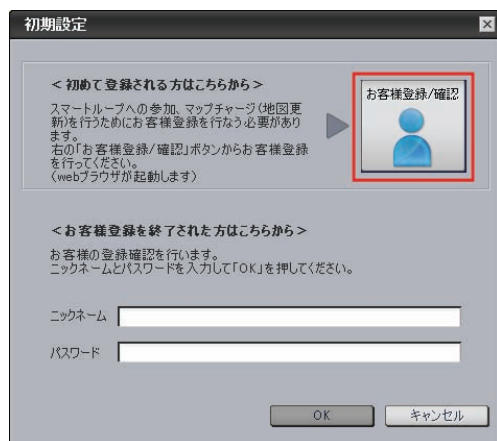 初期設定
＜初めて登録される方はこちらから＞
スマートループへの参加、マップチャージ(地図更
新)を行うためにお客様登録を行なう必要があり
ます。
右の「お客様登録/確認」ボタンからお客様登録
を行ってください。
(webブラウザが起動します)
お客様登録/確認
＜お客様登録を終了された方はこちらから＞
お客様の登録確認を行います。
ニックネームとパスワードを入力して「OK」を押してください。
ニックネーム
パスワード
OK
キャンセル